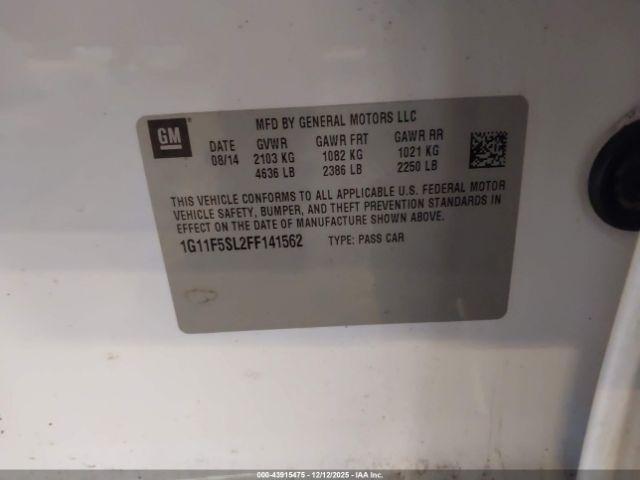 GM
MFD BY GENERAL MOTORS LLC
DATE GVWR GAWR FRT GAWR RR
08/14 2103 KG 1082 KG 1021 KG
4636 LB 2386 LB 2250 LB
THIS VEHICLE CONFORMS TO ALL APPLICABLE U.S. FEDERAL MOTOR
VEHICLE SAFETY, BUMPER, AND THEFT PREVENTION STANDARDS IN
EFFECT ON THE DATE OF MANUFACTURE SHOWN ABOVE.
1G11F5SL2FF141562 TYPE: PASS CAR
000-43915475 - 12/12/2025 - IAADATA